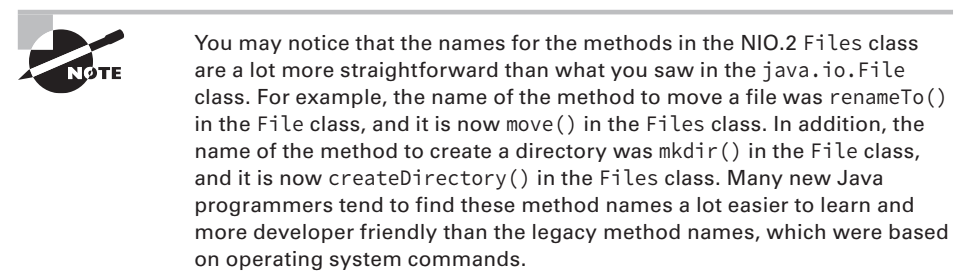 NOTE
You may notice that the names for the methods in the NIO.2 Files class
are a lot more straightforward than what you saw in the java.io.File
class. For example, the name of the method to move a file was renameTo()
in the File class, and it is now move() in the Files class. In addition, the
name of the method to create a directory was mkdir() in the File class,
and it is now createDirectory() in the Files class. Many new Java
programmers tend to find these method names a lot easier to learn and
more developer friendly than the legacy method names, which were based
on operating system commands.